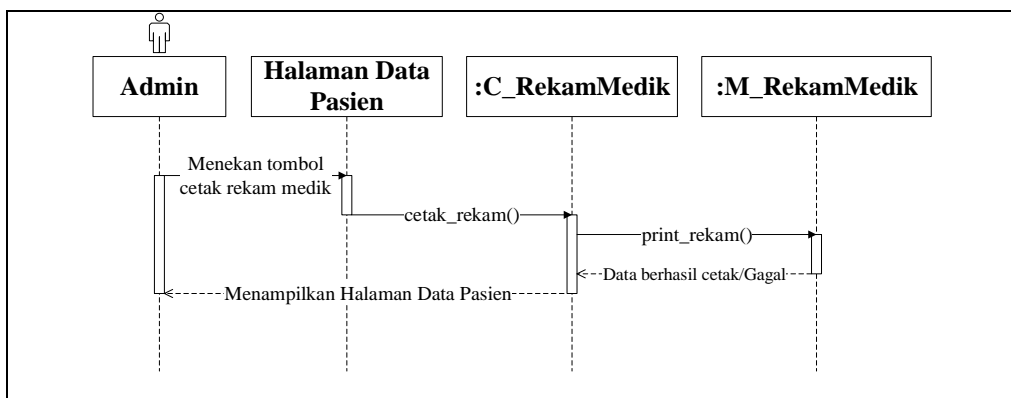 Admin
Halaman Data
Pasien
:C_RekamMedik
:M_RekamMedik
Menekan tombol
cetak rekam medik
cetak_rekam()
print_rekam()
Data berhasil cetak/Gagal
Menampilkan Halaman Data Pasien